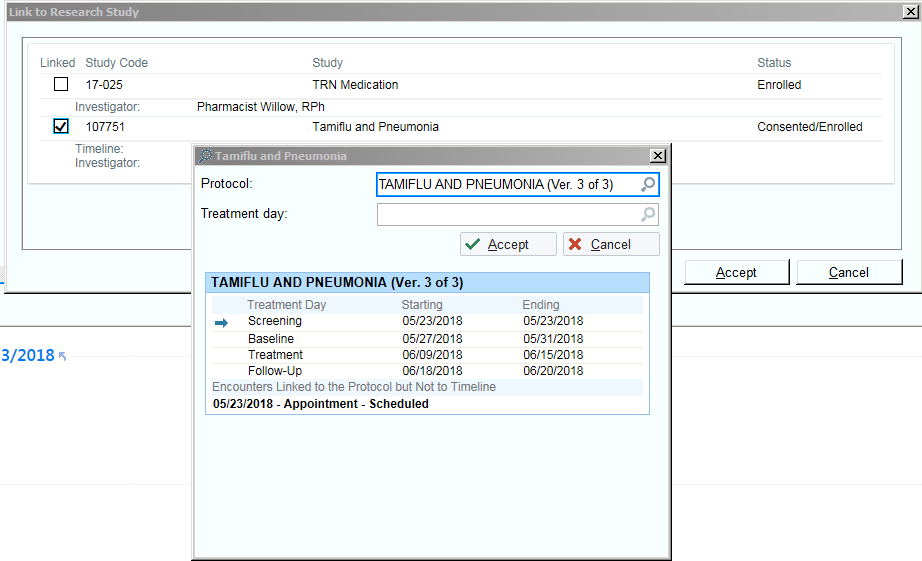 Link to Research Study
Linked Study Code Study Status
17-025 TRN Medication Enrolled
Investigator: Pharmacist Willow, RPh
107751 Tamiflu and Pneumonia Consented/Enrolled
Timeline:
Investigator:
Accept Cancel
3/2018
Tamiflu and Pneumonia
Protocol: TAMIFLU AND PNEUMONIA (Ver. 3 of 3)
Treatment day:
Accept Cancel
TAMIFLU AND PNEUMONIA (Ver. 3 of 3)
Treatment Day Starting Ending
Screening 05/23/2018 05/23/2018
Baseline 05/27/2018 05/31/2018
Treatment 06/09/2018 06/15/2018
Follow-Up 06/18/2018 06/20/2018
Encounters Linked to the Protocol but Not to Timeline
05/23/2018 - Appointment - Scheduled